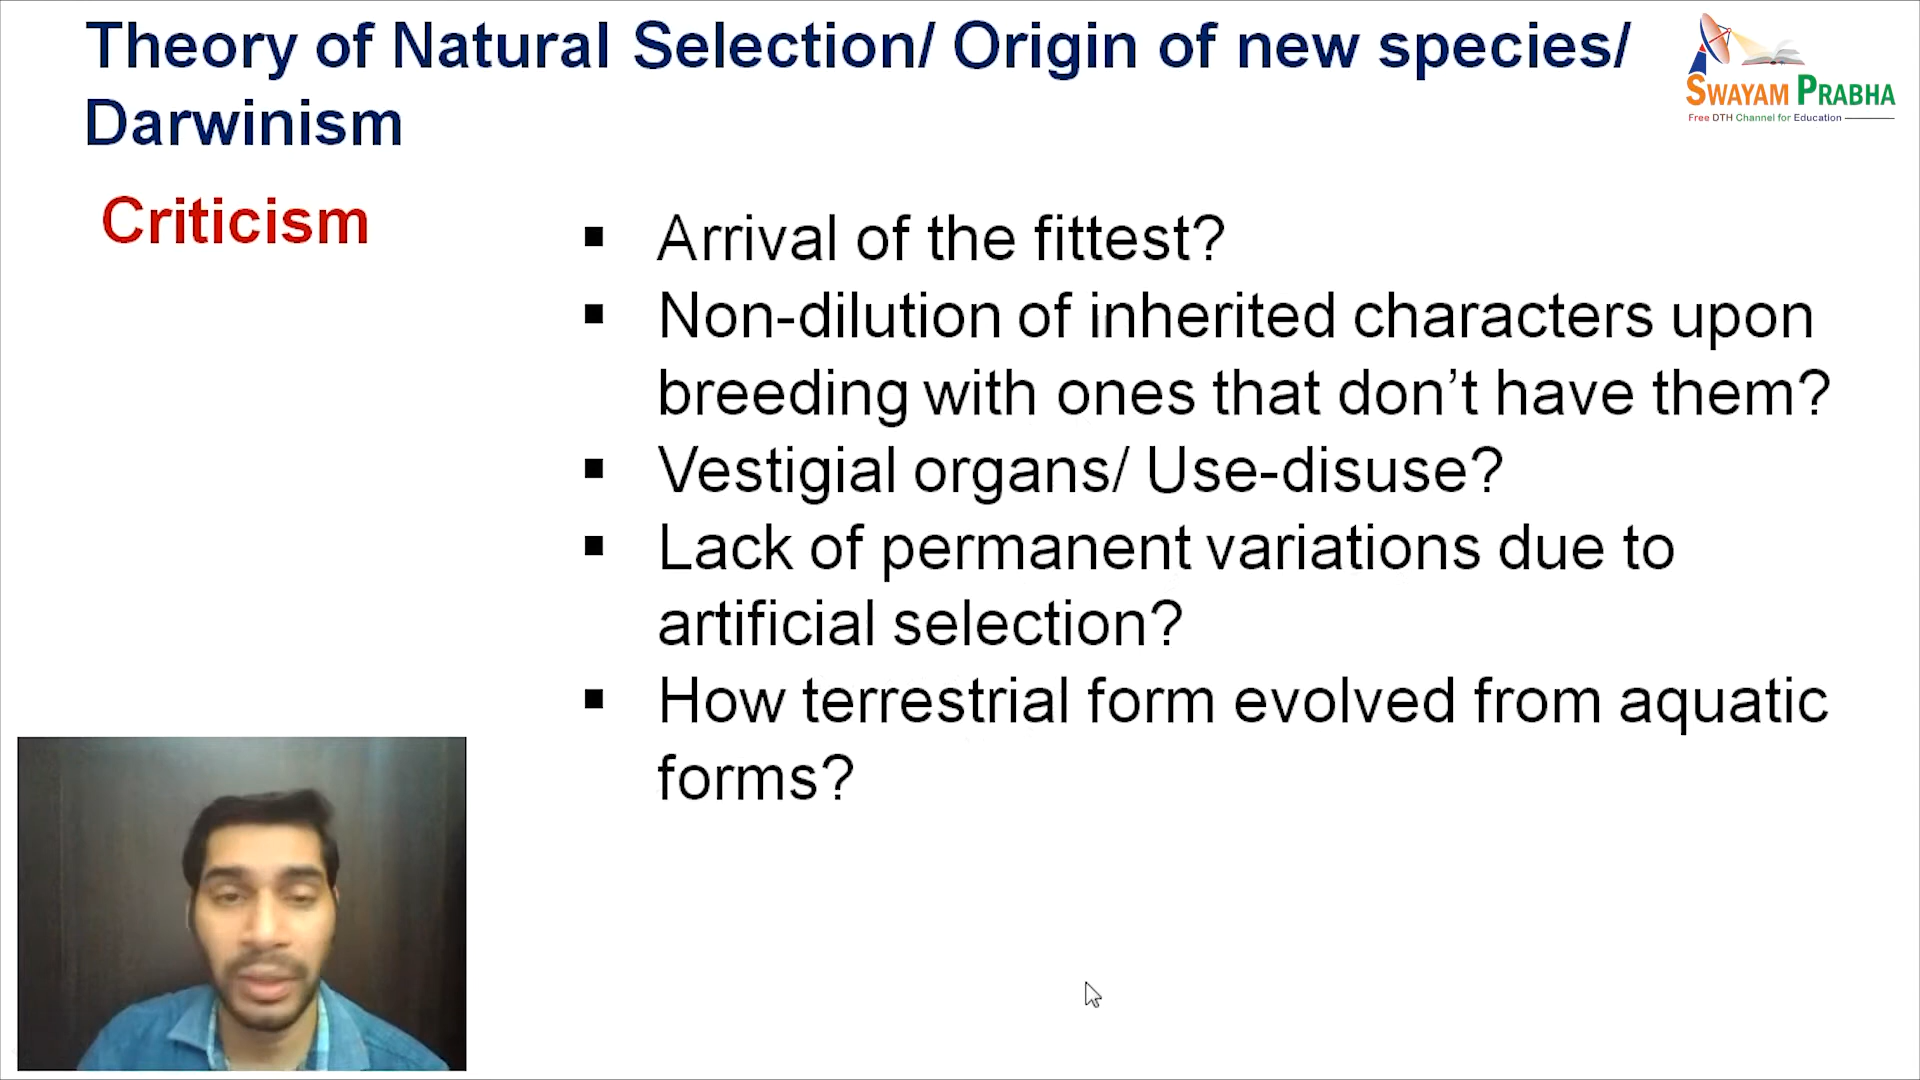 Theory of Natural Selection/ Origin of new species/
Darwinism
SWAYAM PRABHA
Free DTH Channel for Education
Criticism
▪ Arrival of the fittest?
▪ Non-dilution of inherited characters upon
breeding with ones that don’t have them?
▪ Vestigial organs/ Use-disuse?
▪ Lack of permanent variations due to
artificial selection?
▪ How terrestrial form evolved from aquatic
forms?